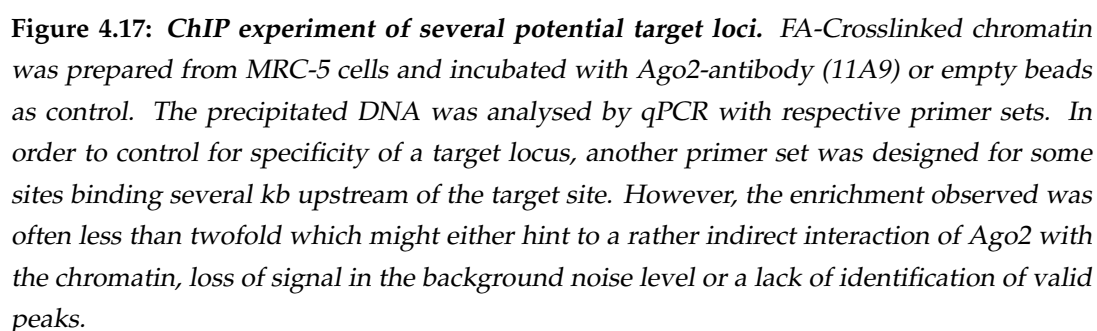 Figure 4.17: ChIP experiment of several potential target loci. FA-Crosslinked chromatin
was prepared from MRC-5 cells and incubated with Ago2-antibody (11A9) or empty beads
as control. The precipitated DNA was analysed by qPCR with respective primer sets. In
order to control for specificity of a target locus, another primer set was designed for some
sites binding several kb upstream of the target site. However, the enrichment observed was
often less than twofold which might either hint to a rather indirect interaction of Ago2 with
the chromatin, loss of signal in the background noise level or a lack of identification of valid
peaks.